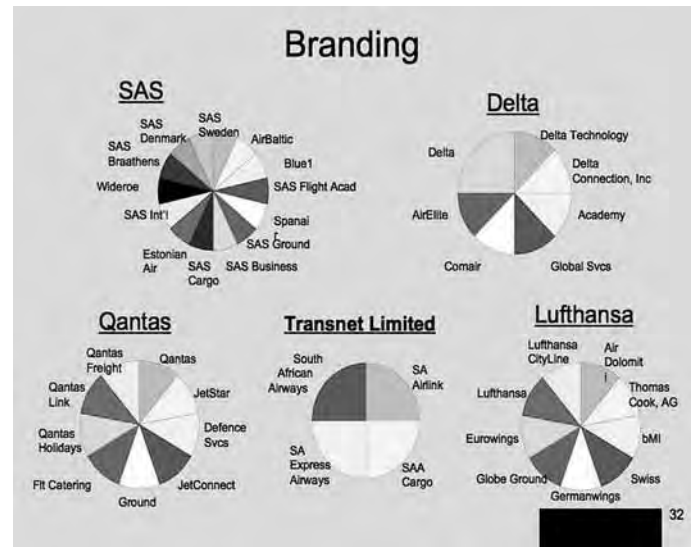 Branding
SAS
SAS
Sweden
AirBaltic
Blue1
SAS Flight Acad
Spanai
r
SAS Ground
SAS Business
SAS
Cargo
Estonian
Air
SAS Int'l
Wideroe
SAS
Braathens
SAS
Denmark
Delta
Delta Technology
Delta
Connection, Inc
Academy
Global Svcs
Comair
AirElite
Delta
Qantas
Qantas
JetStar
Defence
Svcs
JetConnect
Ground
Flt Catering
Qantas
Holidays
Qantas
Link
Qantas
Freight
Transnet Limited
South
African
Airways
SA
Airlink
SAA
Cargo
SA
Express
Airways
Lufthansa
Lufthansa
CityLine
Air
Dolomit
i
Thomas
Cook, AG
bMI
Swiss
Germanwings
Globe Ground
Eurowings
Lufthansa
32